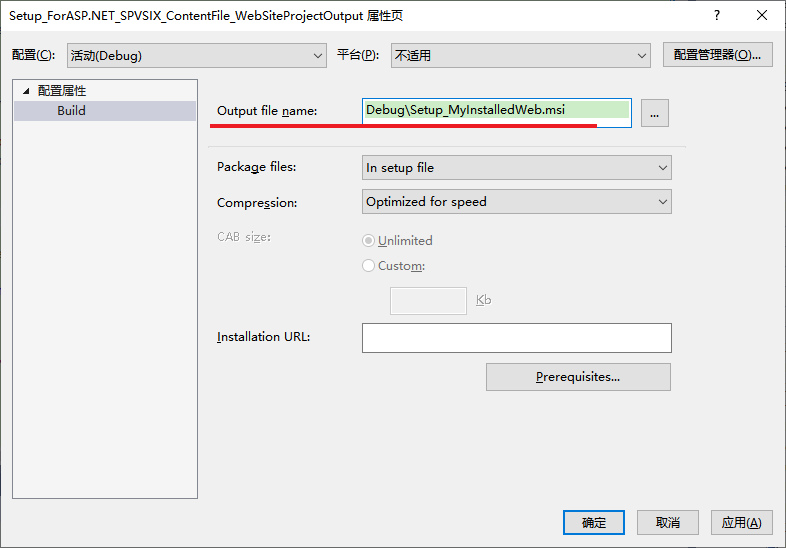 Setup_ForASP.NET_SPVSIX_ContentFile_WebSiteProjectOutput 属性页
配置(C): 活动(Debug) 平台(P): 不适用 配置管理器(O)...
配置属性
Build
Output file name: Debug\Setup_MyInstalledWeb.msi ...
Package files: In setup file
Compression: Optimized for speed
CAB size: Unlimited
Custom:
Kb
Installation URL:
Prerequisites...
确定 取消 应用(A)